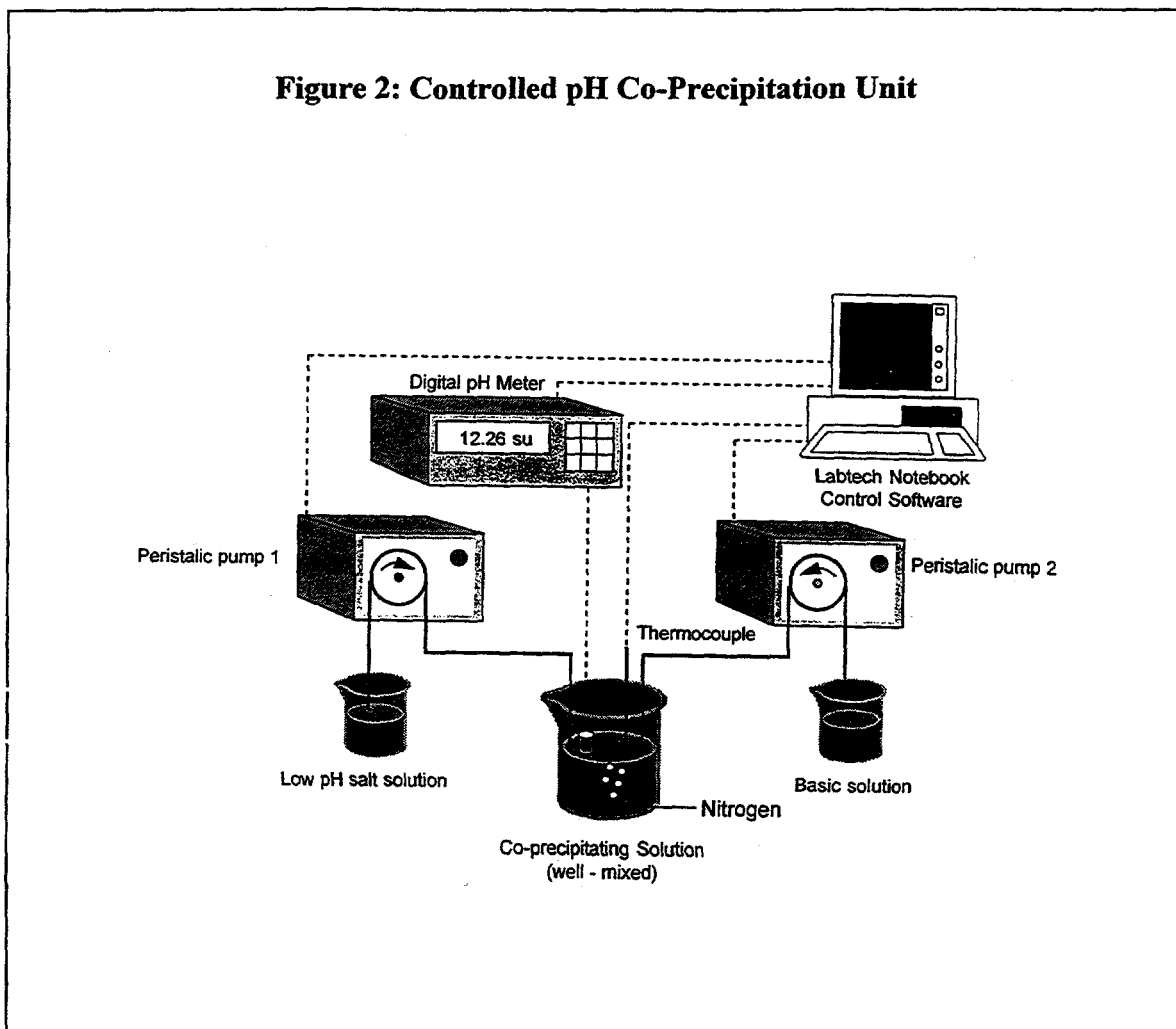 Figure 2: Controlled pH Co-Precipitation Unit
Digital pH Meter
12.26 su
Labtech Notebook
Control Software
Peristalic pump 1
Peristalic pump 2
Thermocouple
Low pH salt solution
Basic solution
Nitrogen
Co-precipitating Solution
(well - mixed)